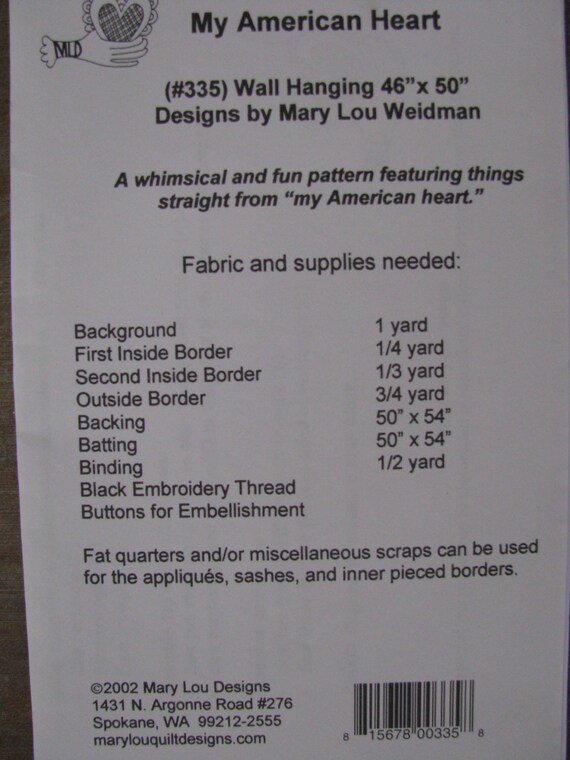 MLD
My American Heart
(#335) Wall Hanging 46”x 50”
Designs by Mary Lou Weidman
A whimsical and fun pattern featuring things
straight from “my American heart.”
Fabric and supplies needed:
Background 1 yard
First Inside Border 1/4 yard
Second Inside Border 1/3 yard
Outside Border 3/4 yard
Backing 50” x 54”
Batting 50” x 54”
Binding 1/2 yard
Black Embroidery Thread
Buttons for Embellishment
Fat quarters and/or miscellaneous scraps can be used
for the appliqués, sashes, and inner pieced borders.
©2002 Mary Lou Designs
1431 N. Argonne Road #276
Spokane, WA 99212-2555
marylouquiltdesigns.com
8 15678 00335 8